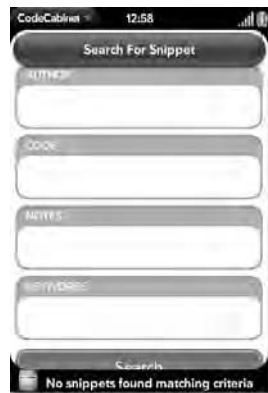 CodeCabinet 12:58
Search For Snippet
AUTHOR
CODE
NOTES
KEYWORDS
Search
No snippets found matching criteria